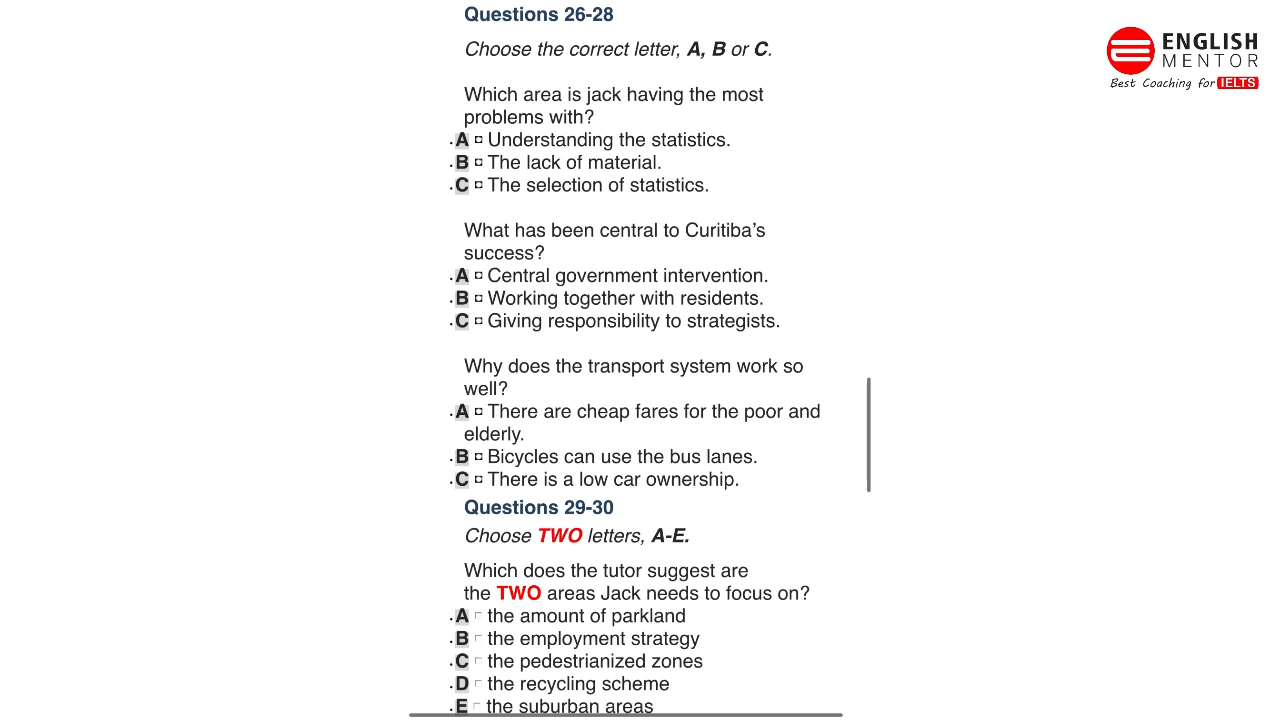 Questions 26-28
Choose the correct letter, A, B or C.
Which area is jack having the most
problems with?
A Understanding the statistics.
B The lack of material.
C The selection of statistics.
What has been central to Curitiba’s
success?
A Central government intervention.
B Working together with residents.
C Giving responsibility to strategists.
Why does the transport system work so
well?
A There are cheap fares for the poor and
elderly.
B Bicycles can use the bus lanes.
C There is a low car ownership.
Questions 29-30
Choose TWO letters, A-E.
Which does the tutor suggest are
the TWO areas Jack needs to focus on?
A the amount of parkland
B the employment strategy
C the pedestrianized zones
D the recycling scheme
E the suburban areas
ENGLISH
MENTOR
Best Coaching for IELTS